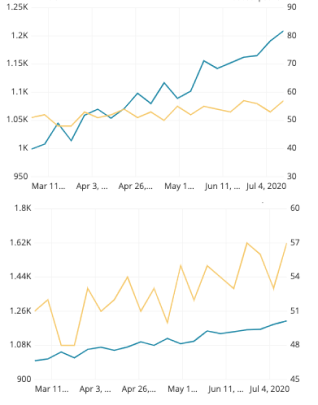 1.25K 90
1.2K 80
1.15K 70
1.1K 60
1.05K 50
1K 40
950 30
Mar 11... Apr 3, ... Apr 26,... May 1... Jun 11, ... Jul 4, 2020
1.8K 60
1.62K 57
1.44K 54
1.26K 51
1.08K 48
900 45
Mar 11... Apr 3, ... Apr 26,... May 1... Jun 11, ... Jul 4, 2020